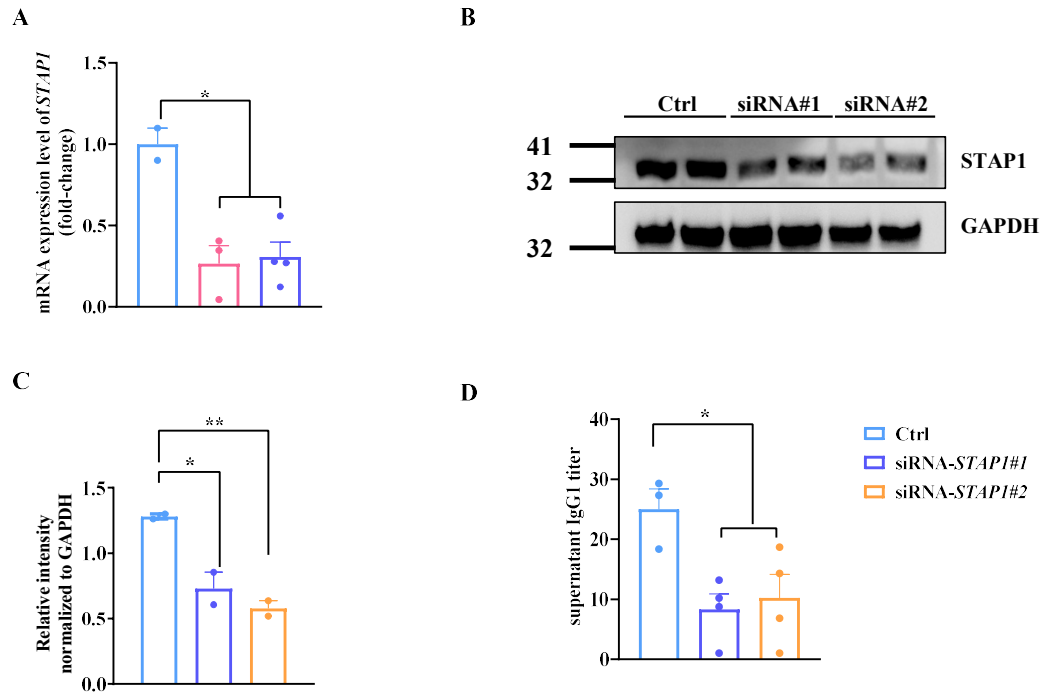 A
mRNA expression level of STAP1
(fold-change)
1.5
1.0
0.5
0.0
*
B
Ctrl siRNA#1 siRNA#2
41
32
STAP1
32
GAPDH
C
Relative intensity
normalized to GAPDH
1.5
1.0
0.5
0.0
**
*
D
supernatant IgG1 titer
40
30
20
10
0
*
Ctrl
siRNA-STAP1#1
siRNA-STAP1#2